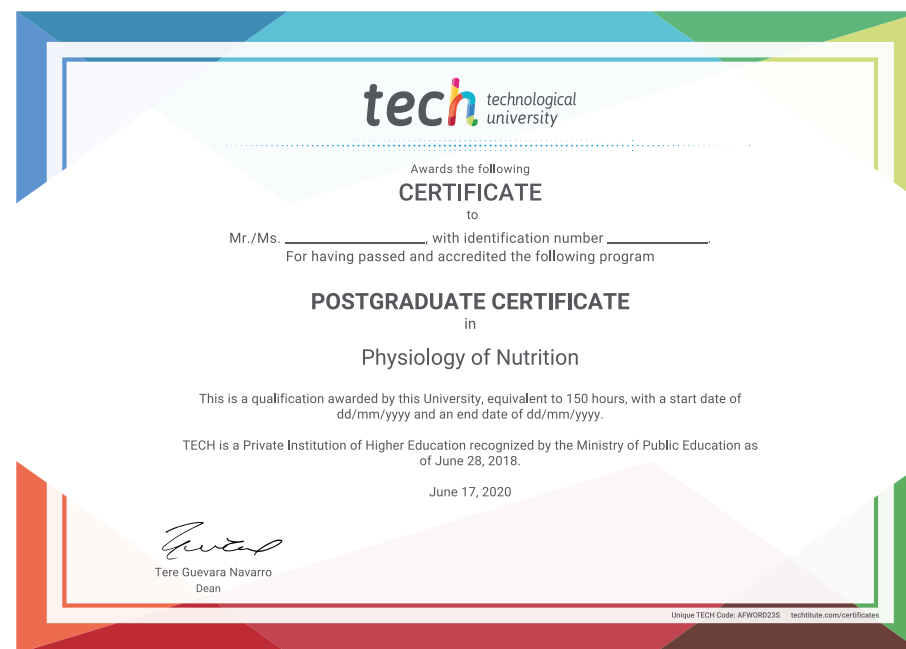 tech technological
university
Awards the following
CERTIFICATE
to
Mr./Ms. ____________________, with identification number ______________.
For having passed and accredited the following program
POSTGRADUATE CERTIFICATE
in
Physiology of Nutrition
This is a qualification awarded by this University, equivalent to 150 hours, with a start date of
dd/mm/yyyy and an end date of dd/mm/yyyy.
TECH is a Private Institution of Higher Education recognized by the Ministry of Public Education as
of June 28, 2018.
June 17, 2020
Tere Guevara Navarro
Dean
Unique TECH Code: AFWORD23S techtitute.com/certificates